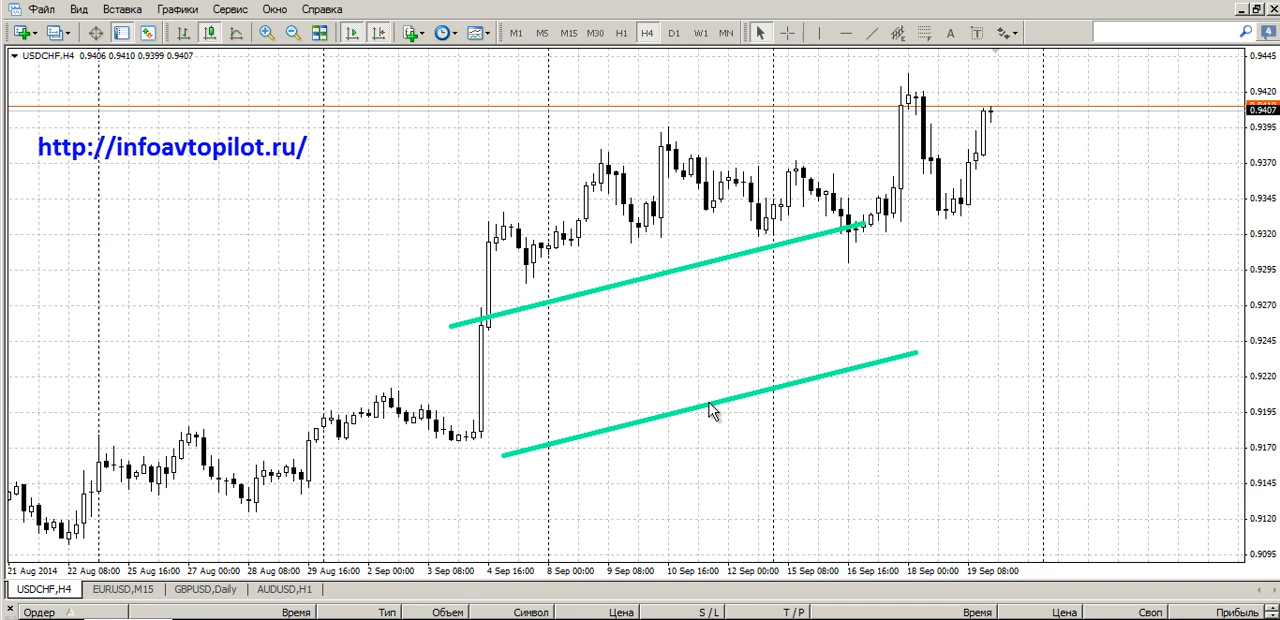 Файл Вид Вставка Графики Сервис Окно Справка
4
M1 M5 M30 H1 H4 D1 W1 MN A T
USDCHF,H4 0.9406 0.9410 0.9399 0.9407
http://infoavtopilot.ru/
0.9445
0.9420
0.9407
0.9395
0.9370
0.9345
0.9320
0.9295
0.9270
0.9245
0.9220
0.9195
0.9170
0.9145
0.9120
0.9095
21 Aug 2014 22 Aug 08:00 25 Aug 16:00 27 Aug 00:00 28 Aug 08:00 29 Aug 16:00 2 Sep 00:00 3 Sep 08:00 4 Sep 16:00 8 Sep 00:00 9 Sep 08:00 10 Sep 16:00 12 Sep 00:00 15 Sep 08:00 16 Sep 16:00 18 Sep 00:00 19 Sep 08:00
USDCHF,H4 EURUSD,M15 GBPUSD,Daily AUDUSD,H1
Ордер Время Тип Объем Символ Цена S / L T / P Время Цена Своп Прибыль